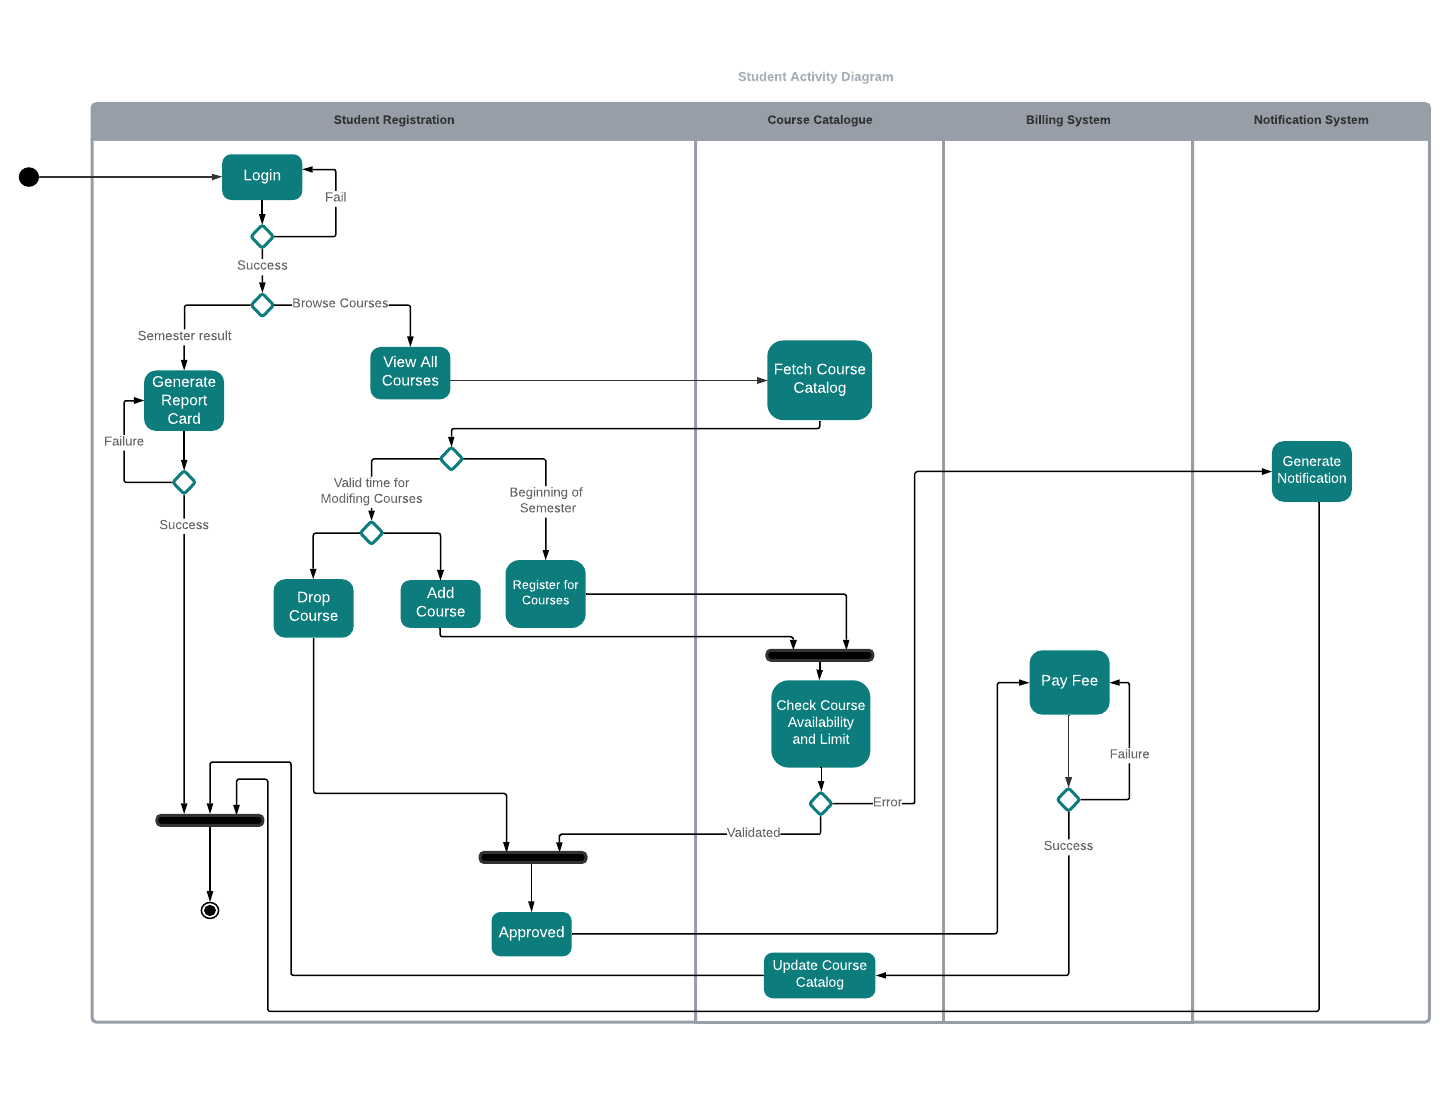 Student Activity Diagram
Student Registration
Course Catalogue
Billing System
Notification System
Login
Fail
Success
Browse Courses
Semester result
View All
Courses
Fetch Course
Catalog
Generate
Report
Card
Failure
Success
Valid time for
Modifing Courses
Beginning of
Semester
Generate
Notification
Drop
Course
Add
Course
Register for
Courses
Check Course
Availability
and Limit
Pay Fee
Failure
Error
Validated
Success
Approved
Update Course
Catalog